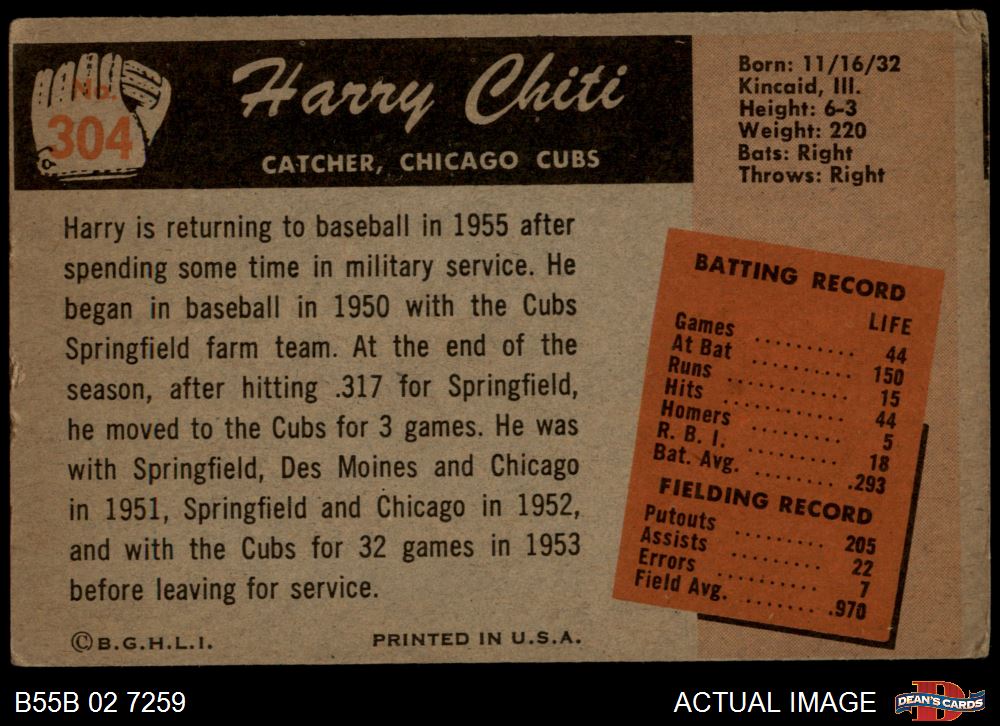 No.
304
Harry Chiti
CATCHER, CHICAGO CUBS
Born: 11/16/32
Kincaid, Ill.
Height: 6-3
Weight: 220
Bats: Right
Throws: Right
Harry is returning to baseball in 1955 after
spending some time in military service. He
began in baseball in 1950 with the Cubs
Springfield farm team. At the end of the
season, after hitting .317 for Springfield,
he moved to the Cubs for 3 games. He was
with Springfield, Des Moines and Chicago
in 1951, Springfield and Chicago in 1952,
and with the Cubs for 32 games in 1953
before leaving for service.
BATTING RECORD
LIFE
Games .......... 44
At Bat .......... 150
Runs .......... 15
Hits .......... 44
Homers .......... 5
R. B. I. .......... 18
Bat. Avg. ........ .293
FIELDING RECORD
Putouts ........ 205
Assists ........ 22
Errors ......... 7
Field Avg. ....... .970
©B.G.H.L.I.
PRINTED IN U.S.A.
B55B 02 7259
ACTUAL IMAGE
D
DEAN'S CARDS